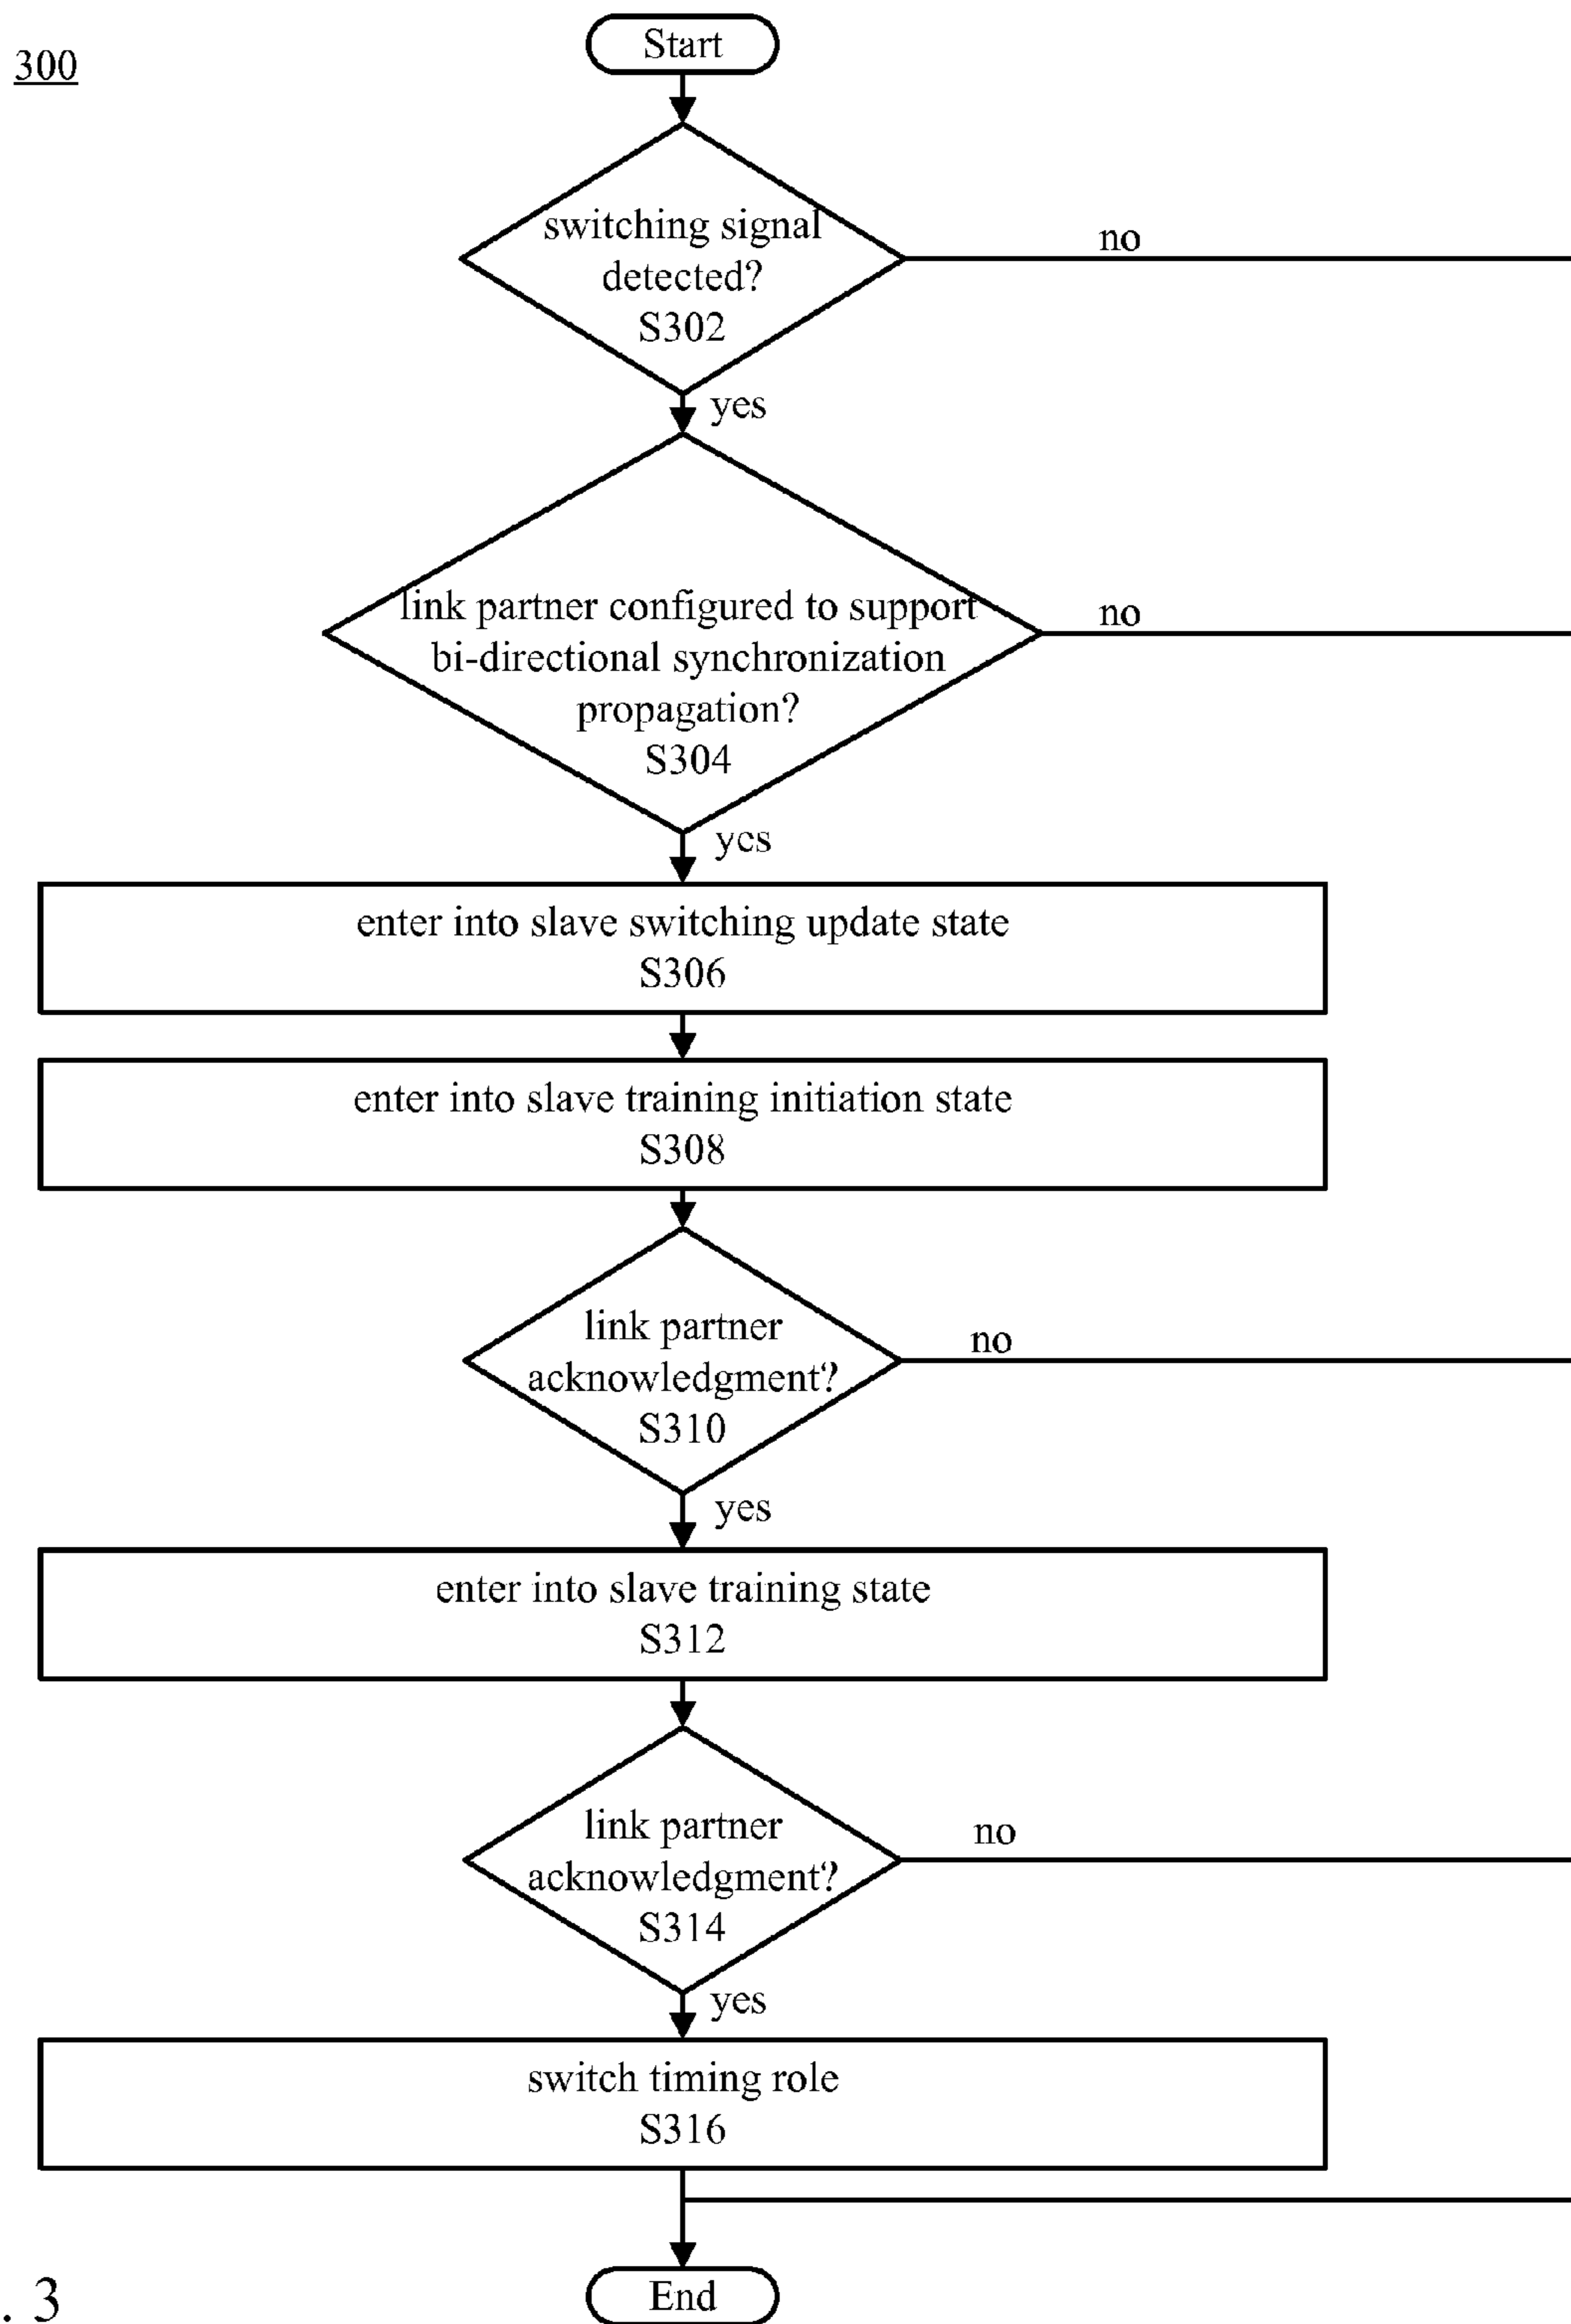 300
Start
switching signal
detected?
S302
no
yes
link partner configured to support
bi-directional synchronization
propagation?
S304
no
yes
enter into slave switching update state
S306
enter into slave training initiation state
S308
link partner
acknowledgment?
S310
no
yes
enter into slave training state
S312
link partner
acknowledgment?
S314
no
yes
switch timing role
S316
End
. 3